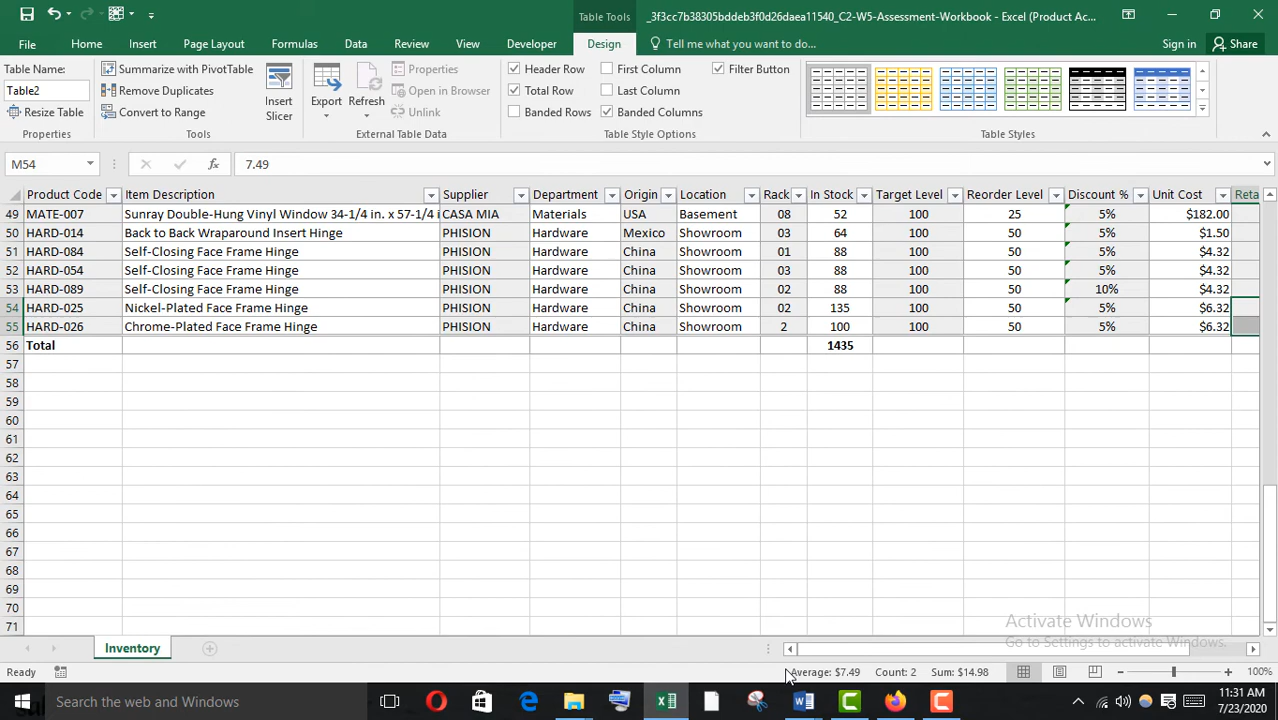 Table Tools
_3f3cc7b38305bddeb3f0d26daea11540_C2-W5-Assessment-Workbook - Excel (Product Ac...
File Home Insert Page Layout Formulas Data Review View Developer Design Tell me what you want to do... Sign in Share
Table Name:
Table2
Resize Table
Properties
Summarize with PivotTable
Remove Duplicates
Convert to Range
Insert
Slicer
Tools
Export
Refresh
Properties
Open in Browser
Unlink
External Table Data
Header Row First Column Filter Button
Total Row Last Column
Banded Rows Banded Columns
Table Style Options
Table Styles
M54 fx 7.49
Product Code Item Description Supplier Department Origin Location Rack In Stock Target Level Reorder Level Discount % Unit Cost Reta
49 MATE-007 Sunray Double-Hung Vinyl Window 34-1/4 in. x 57-1/4 i CASA MIA Materials USA Basement 08 52 100 25 5% $182.00
50 HARD-014 Back to Back Wraparound Insert Hinge PHISION Hardware Mexico Showroom 03 64 100 50 5% $1.50
51 HARD-084 Self-Closing Face Frame Hinge PHISION Hardware China Showroom 01 88 100 50 5% $4.32
52 HARD-054 Self-Closing Face Frame Hinge PHISION Hardware China Showroom 03 88 100 50 5% $4.32
53 HARD-089 Self-Closing Face Frame Hinge PHISION Hardware China Showroom 02 88 100 50 10% $4.32
54 HARD-025 Nickel-Plated Face Frame Hinge PHISION Hardware China Showroom 02 135 100 50 5% $6.32
55 HARD-026 Chrome-Plated Face Frame Hinge PHISION Hardware China Showroom 2 100 100 50 5% $6.32
56 Total 1435
57
58
59
60
61
62
63
64
65
66
67
68
69
70
71
Activate Windows
Go to Settings to activate Windows.
Inventory
Ready Average: $7.49 Count: 2 Sum: $14.98 100%
Search the web and Windows
11:31 AM
7/23/2020